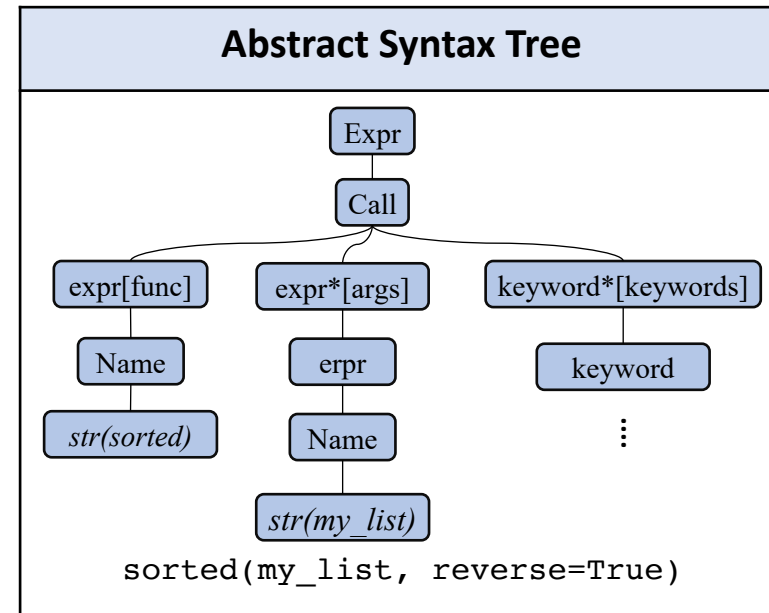 Abstract Syntax Tree
Expr
Call
expr[func] expr*[args] keyword*[keywords]
Name erpr keyword
str(sorted) Name
str(my_list)
sorted(my_list, reverse=True)